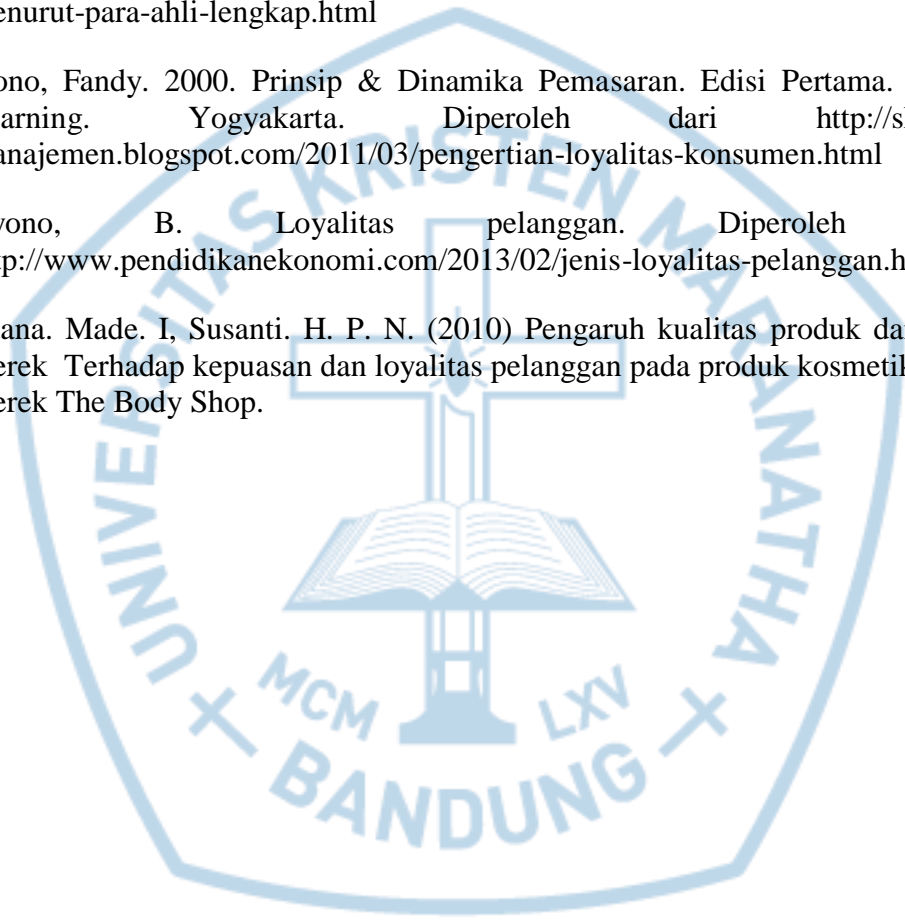 enurut-para-ahli-lengkap.html
ono, Fandy. 2000. Prinsip & Dinamika Pemasaran. Edisi Pertama.
arning. Yogyakarta. Diperoleh dari http://s
anajemen.blogspot.com/2011/03/pengertian-loyalitas-konsumen.html
yono, B. Loyalitas pelanggan. Diperoleh
tp://www.pendidikanekonomi.com/2013/02/jenis-loyalitas-pelanggan.h
ana. Made. I, Susanti. H. P. N. (2010) Pengaruh kualitas produk da
erek Terhadap kepuasan dan loyalitas pelanggan pada produk kosmetik
erek The Body Shop.
UNIVERSITAS KRISTEN MARANATHA
MCM LXV
BANDUNG